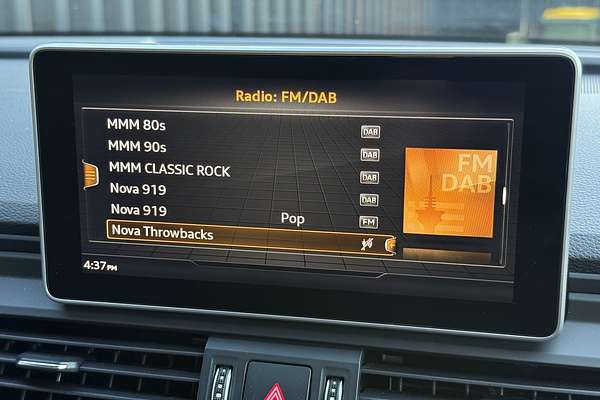 Radio: FM/DAB
MMM 80s DAB
MMM 90s DAB
MMM CLASSIC ROCK DAB
Nova 919 DAB
Nova 919 Pop FM
Nova Throwbacks
FM
DAB
4:37PM